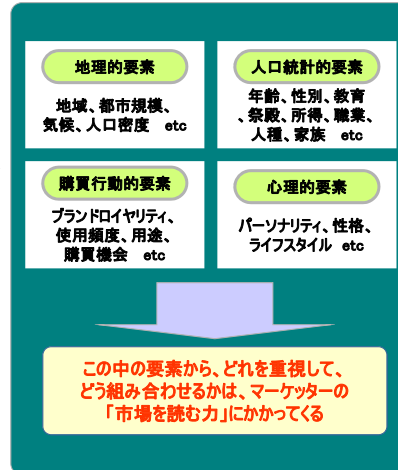 地理的要素
地域、都市規模、
気候、人口密度 etc
人口統計的要素
年齢、性別、教育
、祭殿、所得、職業、
人種、家族 etc
購買行動的要素
ブランドロイヤリティ、
使用頻度、用途、
購買機会 etc
心理的要素
パーソナリティ、性格、
ライフスタイル etc
この中の要素から、どれを重視して、
どう組み合わせるかは、マーケッターの
「市場を読む力」にかかってくる